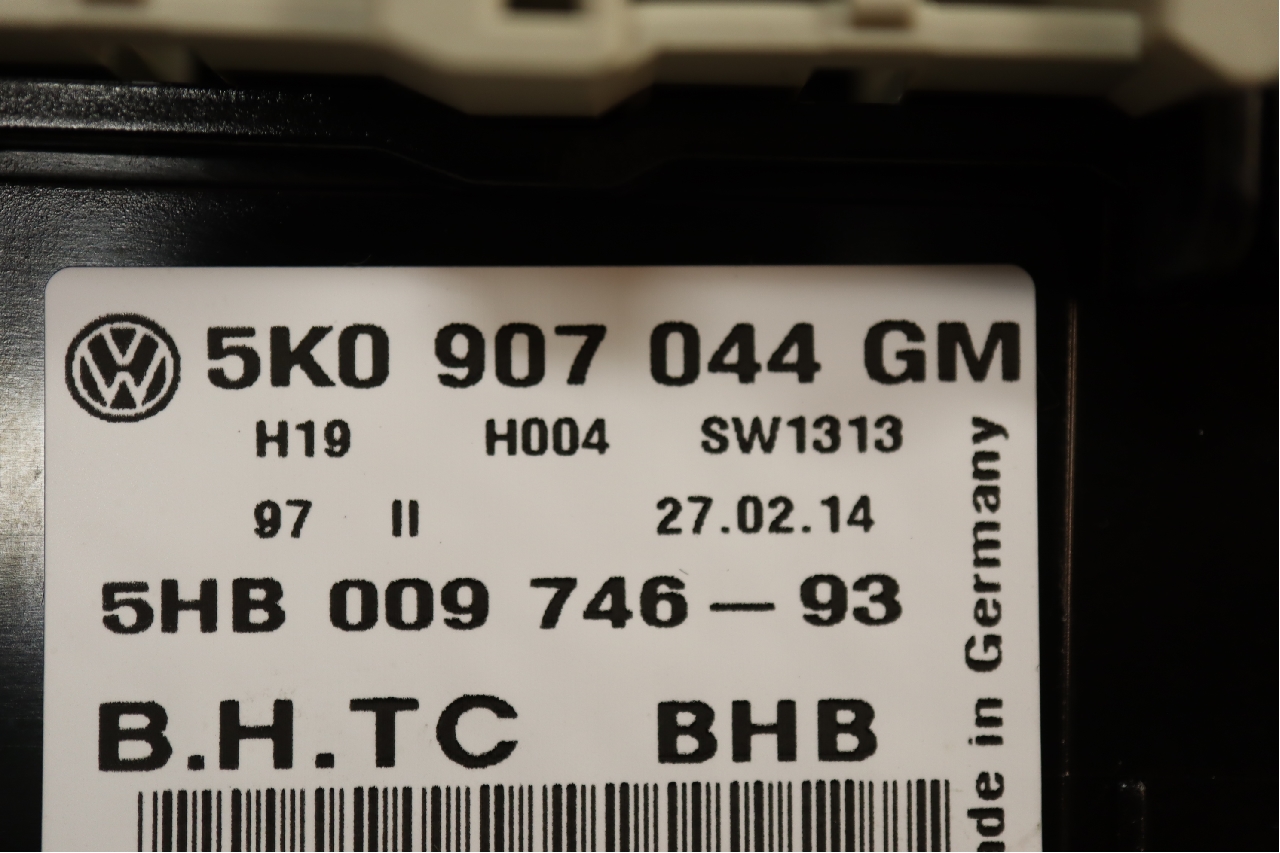 5K0 907 044 GM
H19 H004 SW1313
97 II 27.02.14
5HB 009 746-93
B.H.TC BHB
in Germany